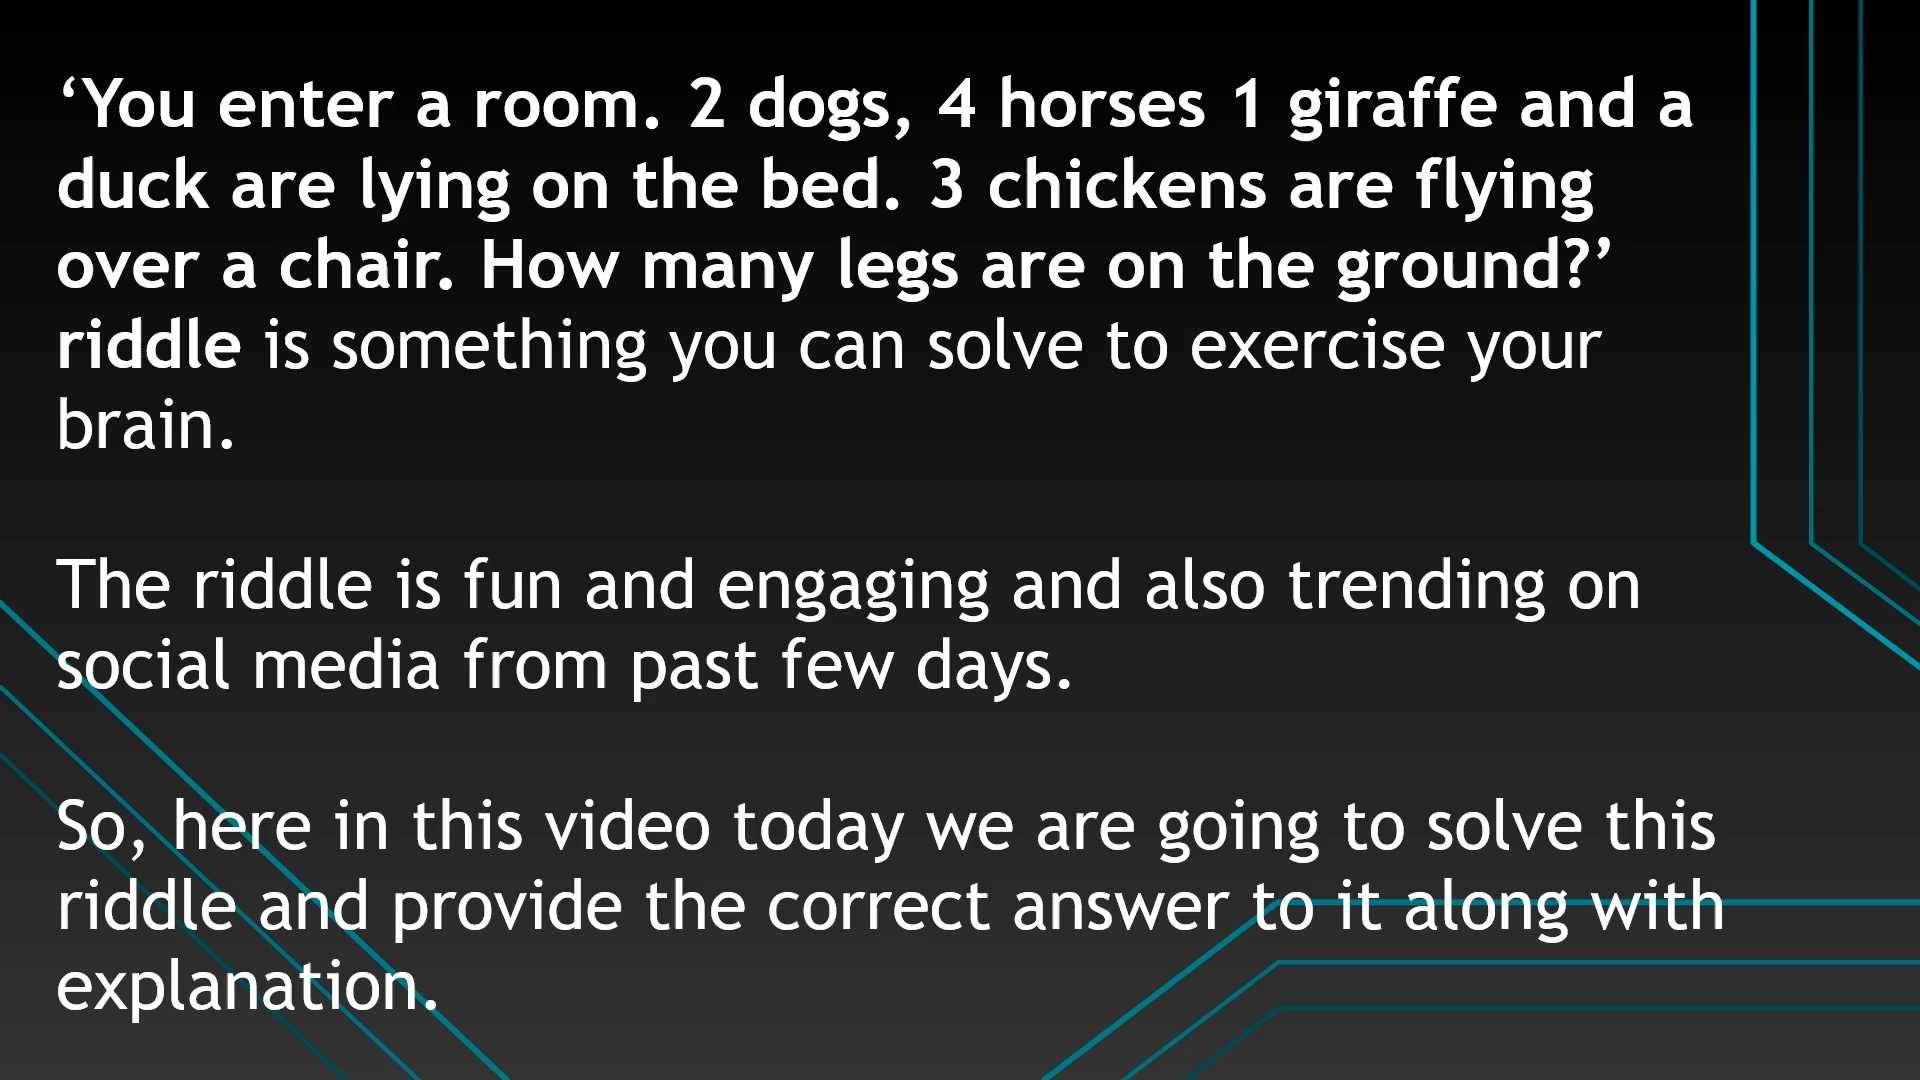 ‘You enter a room. 2 dogs, 4 horses 1 giraffe and a
duck are lying on the bed. 3 chickens are flying
over a chair. How many legs are on the ground?’
riddle is something you can solve to exercise your
brain.
The riddle is fun and engaging and also trending on
social media from past few days.
So, here in this video today we are going to solve this
riddle and provide the correct answer to it along with
explanation.